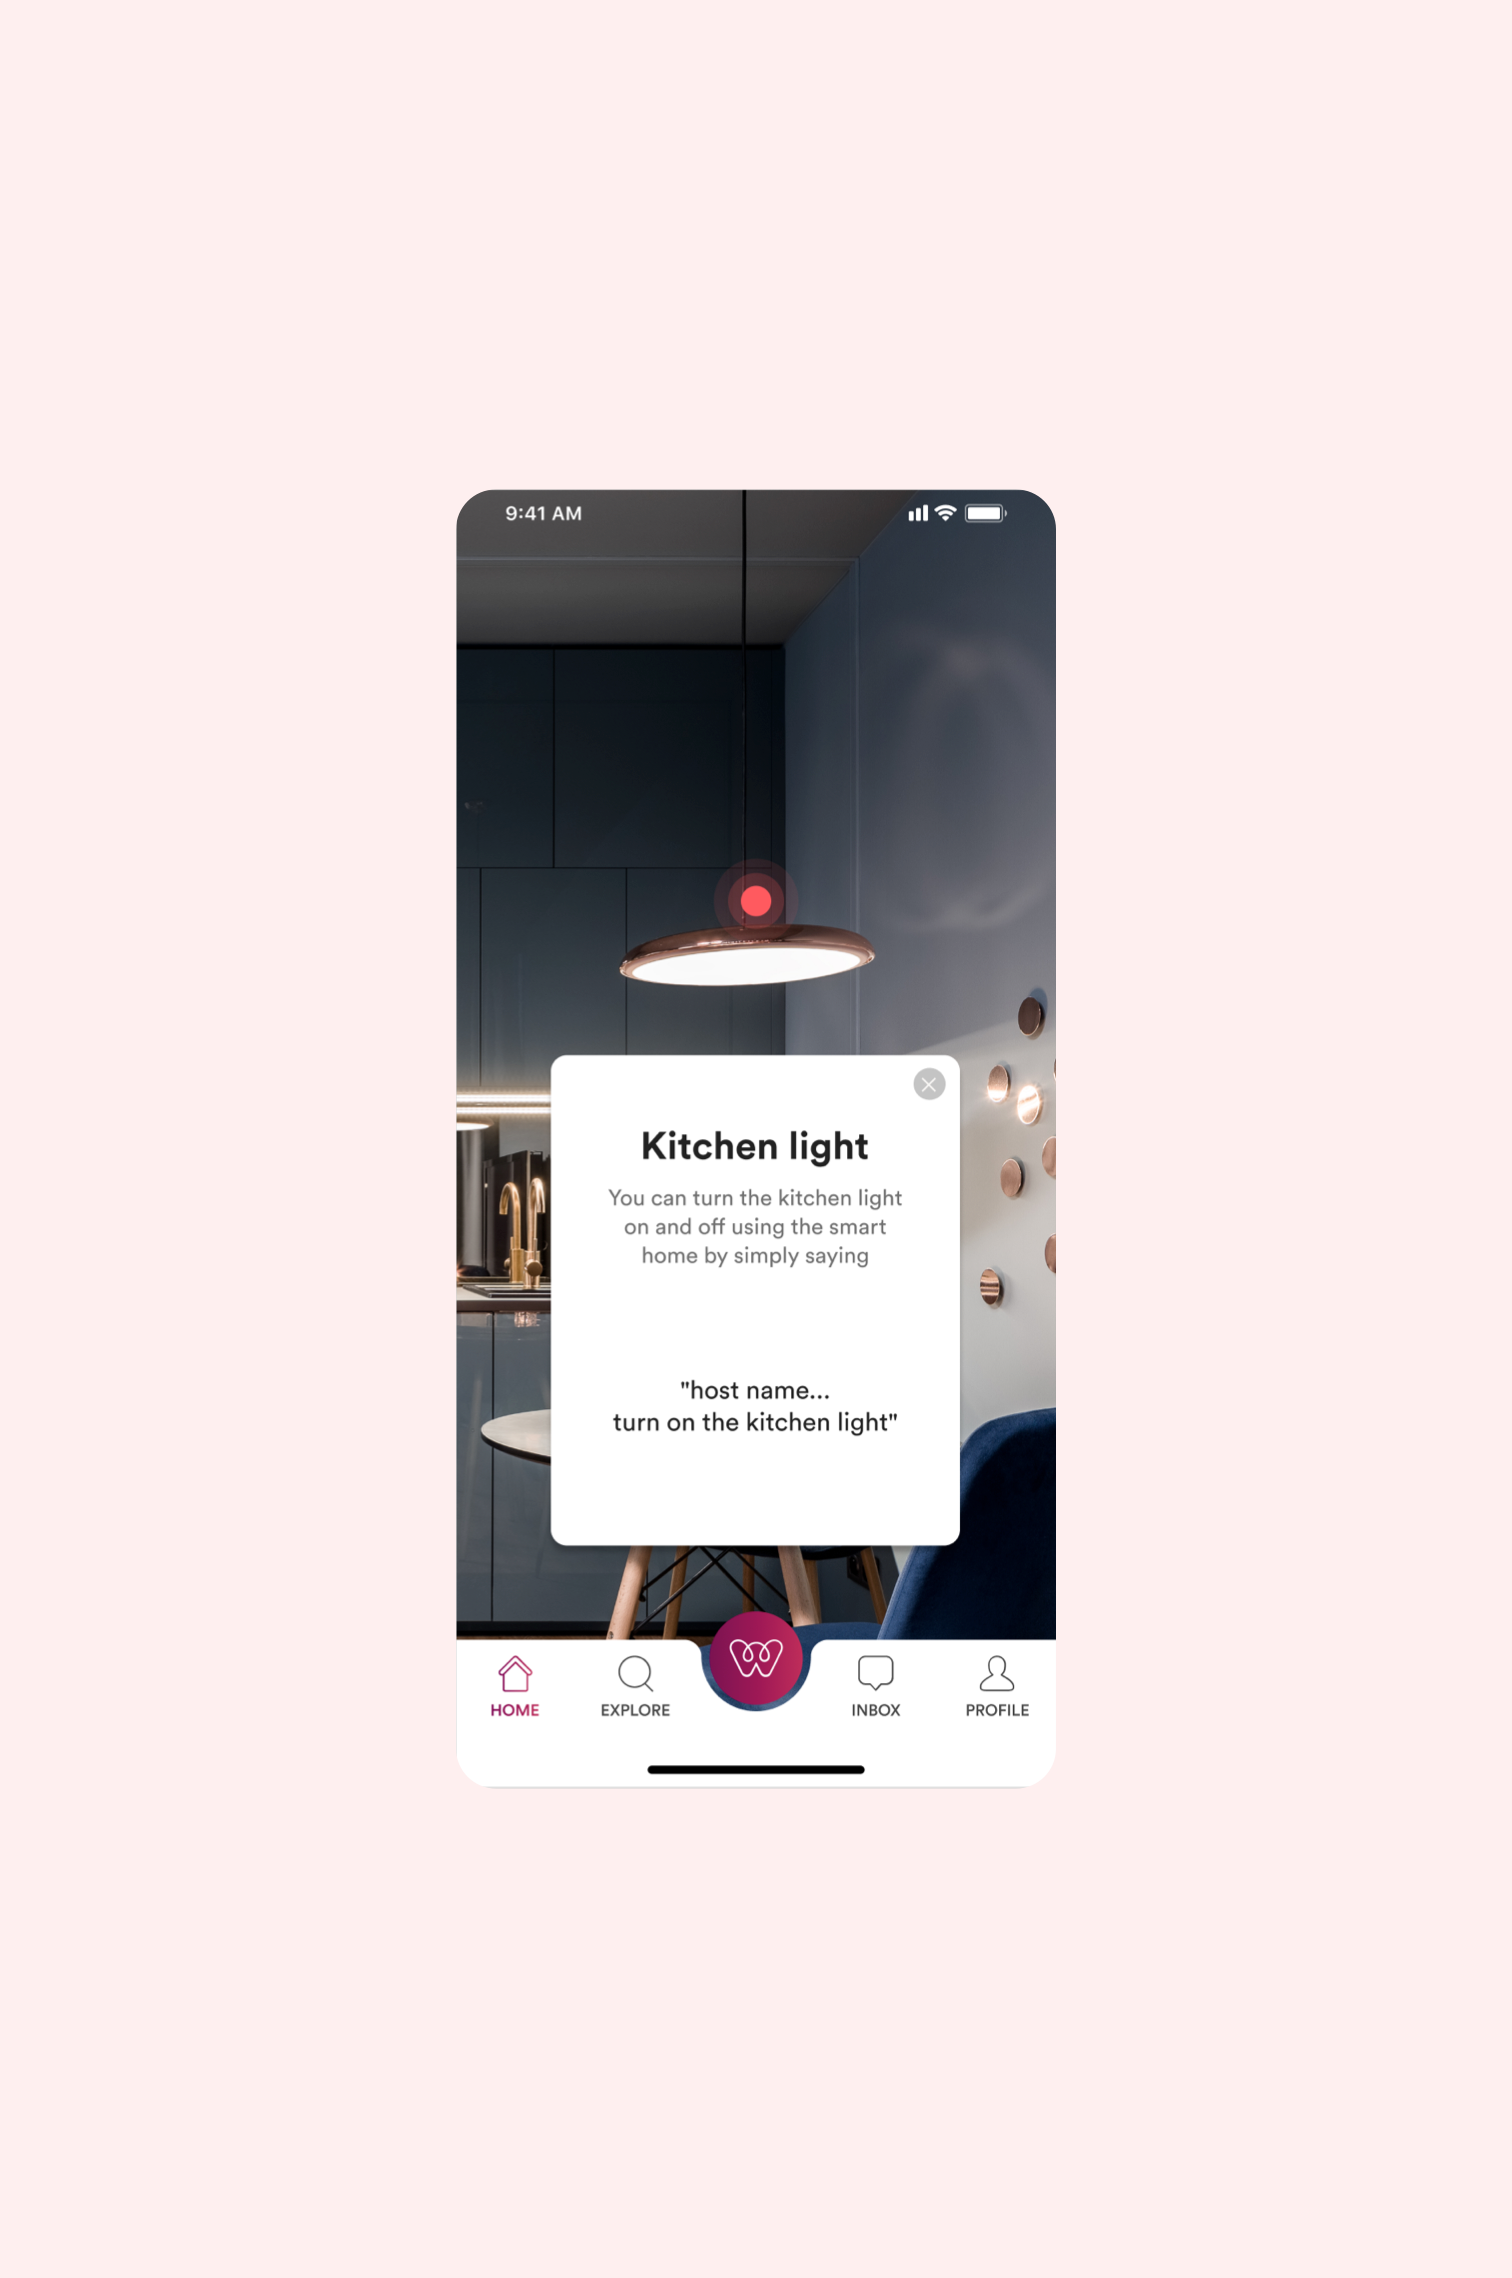 9:41 AM
Kitchen light
You can turn the kitchen light
on and off using the smart
home by simply saying
"host name...
turn on the kitchen light"
HOME
EXPLORE
INBOX
PROFILE